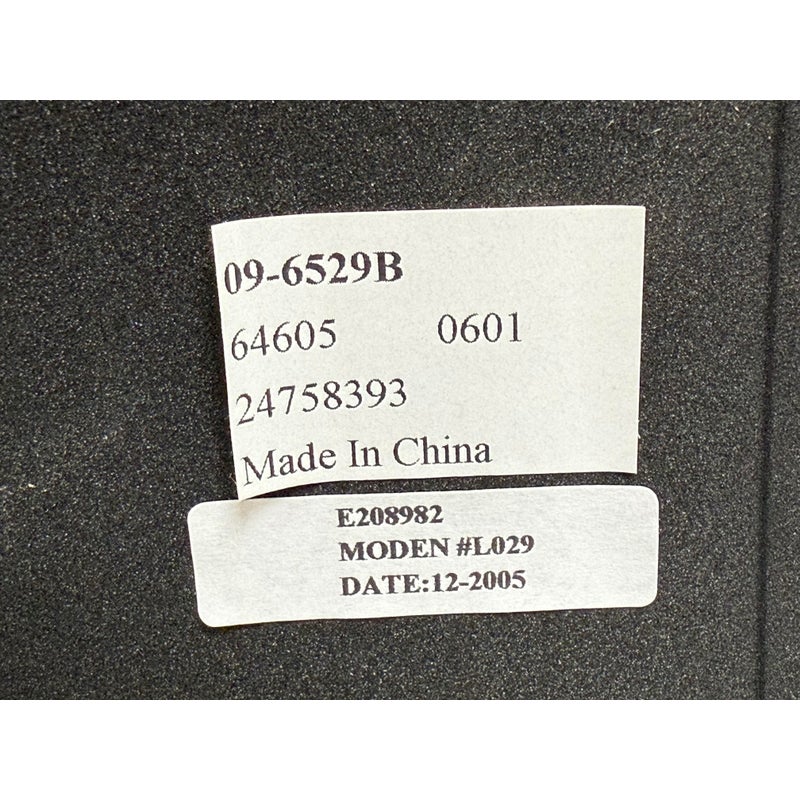 09-6529B
64605 0601
24758393
Made In China
E208982
MODEN #L029
DATE:12-2005